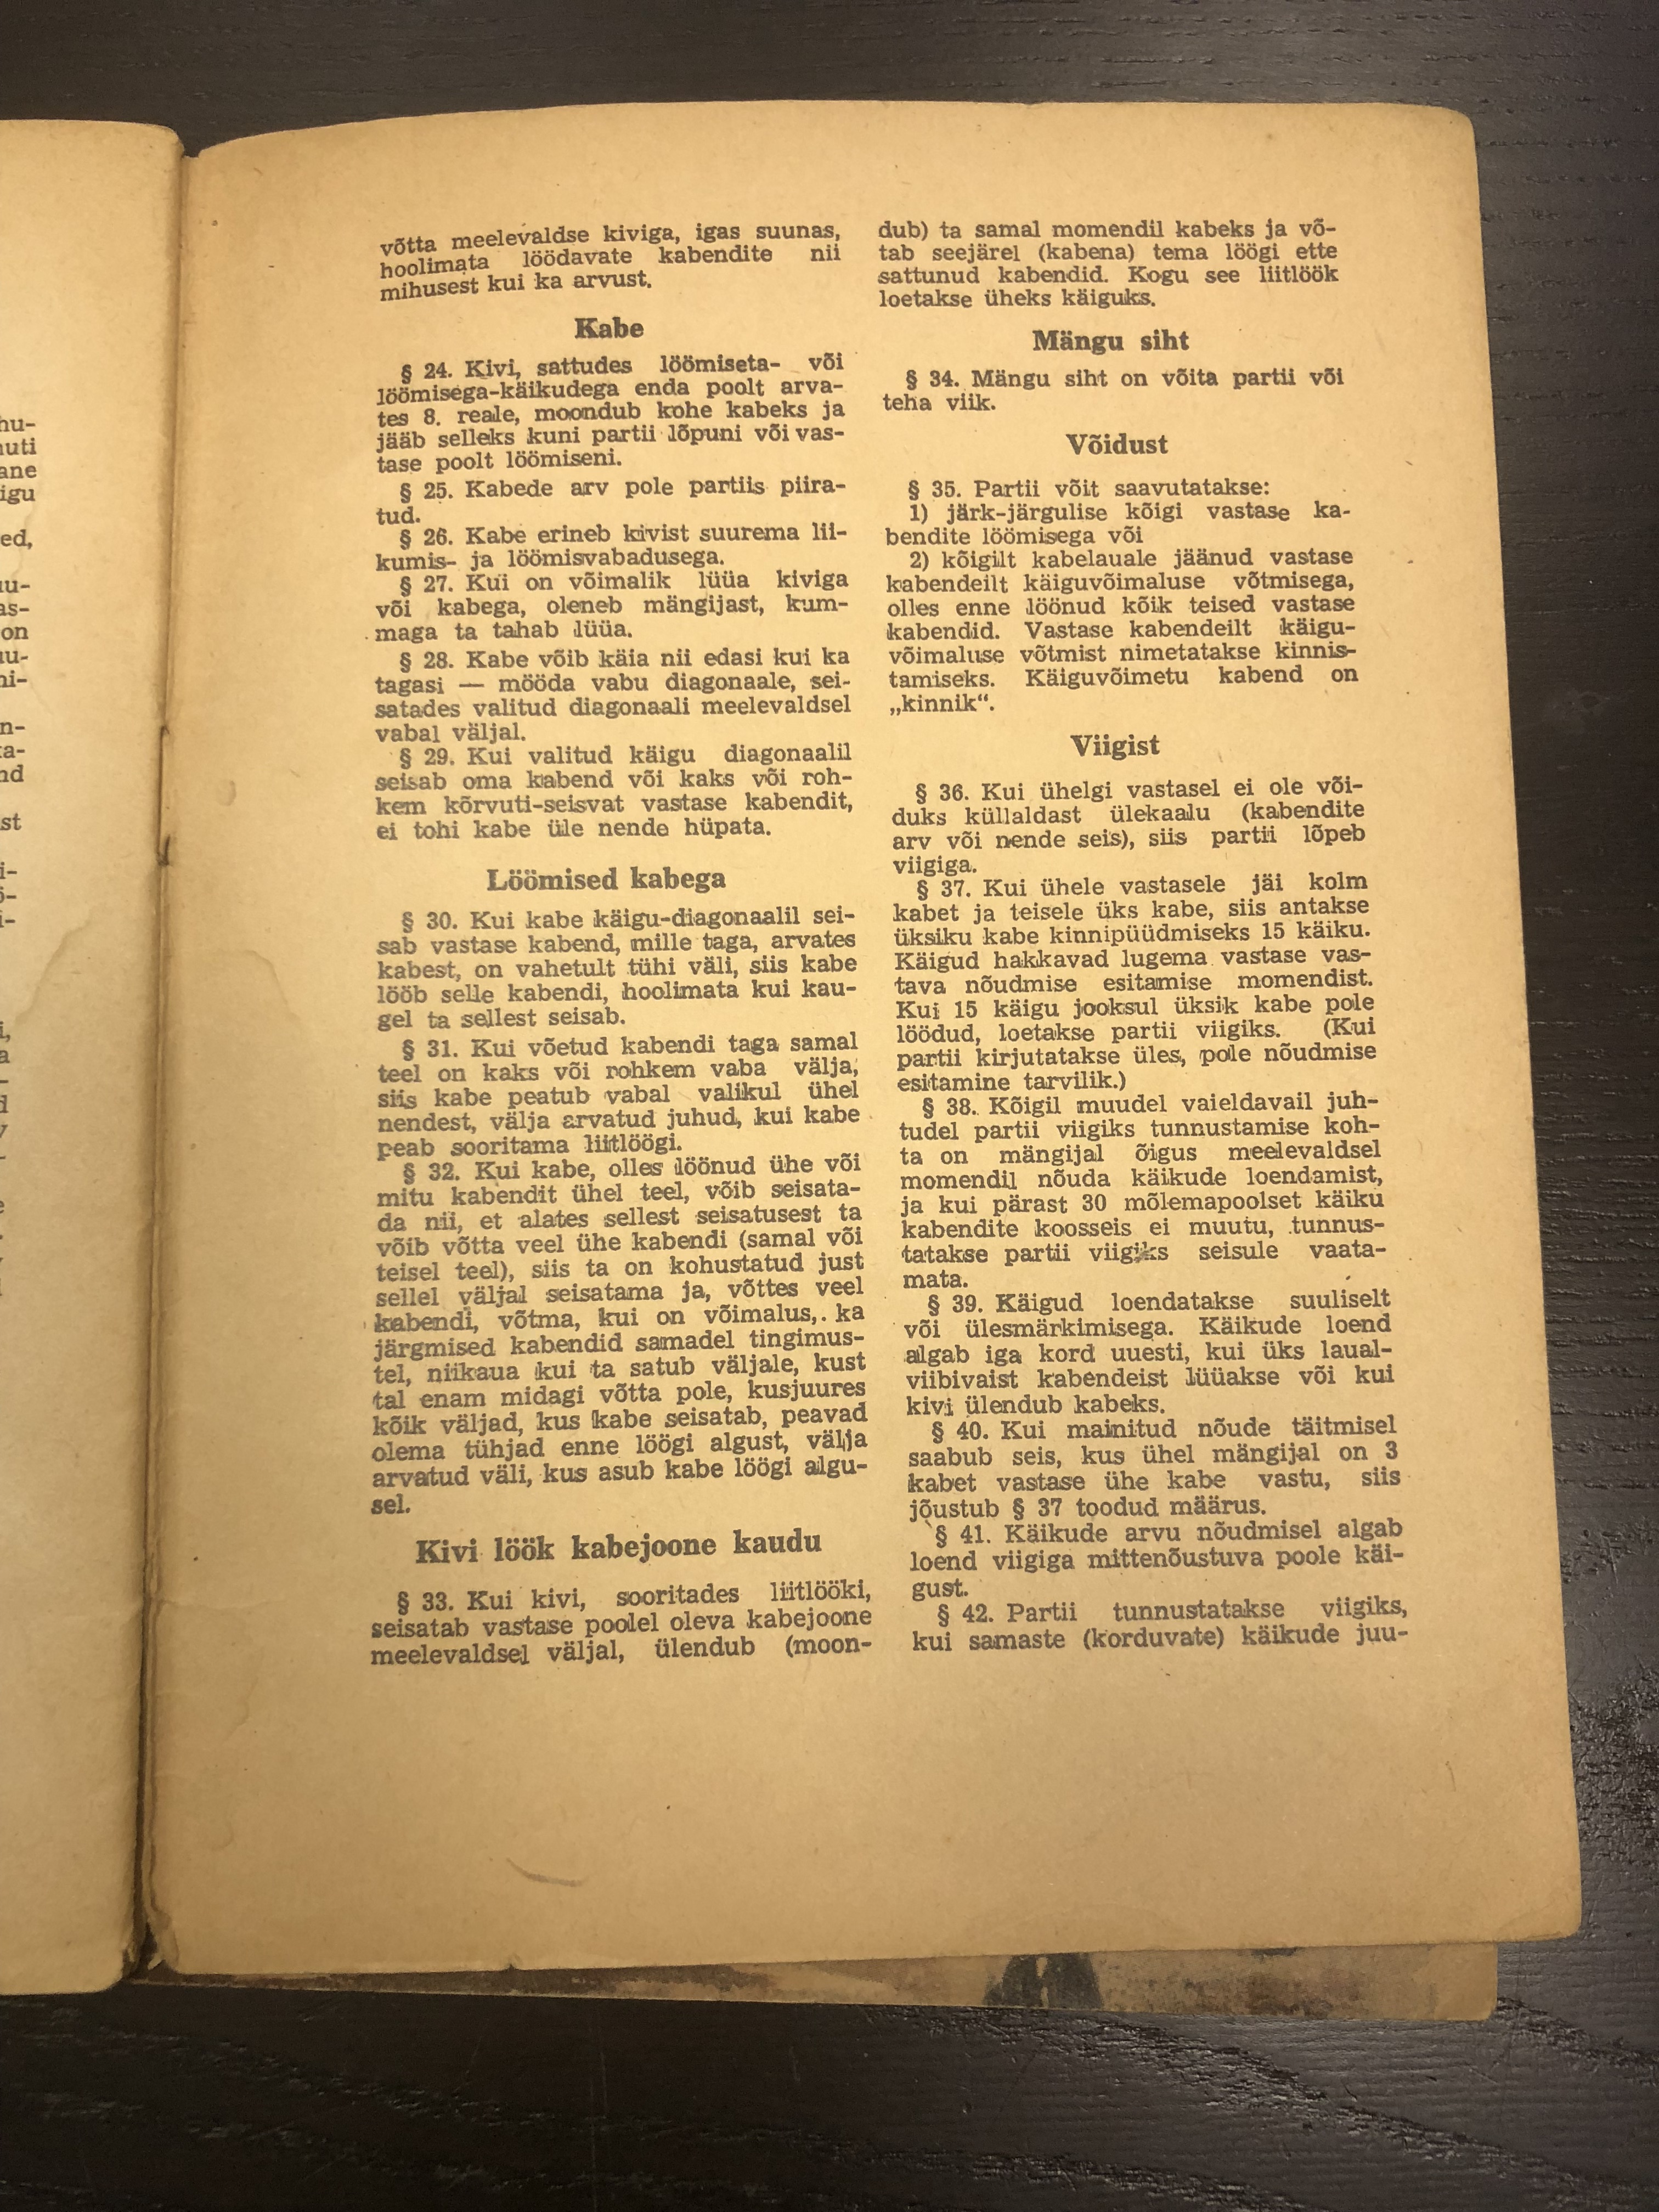 hu-
uti
ane
igu
ed,
uu-
as-
on
uu-
ni-
n-
a-
nd
st
i-
ö-
i-
võtta meelevaldse kiviga, igas suunas,
hoolimata löödavate kabendite nii
mihusest kui ka arvust.
Kabe
§ 24. Kivi, sattudes löömiseta- või
löömisega-käikudega enda poolt arva-
tes 8. reale, moondub kohe kabeks ja
jääb selleks kuni partii lõpuni või vas-
tase poolt löömiseni.
§ 25. Kabede arv pole partiis piira-
tud.
§ 26. Kabe erineb kivist suurema lii-
kumis- ja löömisvabadusega.
§ 27. Kui on võimalik lüüa kiviga
või kabega, oleneb mängijast, kum-
maga ta tahab lüüa.
§ 28. Kabe võib käia nii edasi kui ka
tagasi — mööda vabu diagonaale, sei-
satades valitud diagonaali meelevaldsel
vabal väljal.
§ 29. Kui valitud käigu diagonaalil
seisab oma kabend või kaks või roh-
kem kõrvuti-seisvat vastase kabendit,
ei tohi kabe üle nende hüpata.
Löömised kabega
§ 30. Kui kabe käigu-diagonaalil sei-
sab vastase kabend, mille taga, arvates
kabest, on vahetult tühi väli, siis kabe
lööb selle kabendi, hoolimata kui kau-
gel ta sellest seisab.
§ 31. Kui võetud kabendi taga samal
teel on kaks või rohkem vaba välja,
siis kabe peatub vabal valikul ühel
nendest, välja arvatud juhud, kui kabe
peab sooritama liitlöögi.
§ 32. Kui kabe, olles löönud ühe või
mitu kabendit ühel teel, võib seisata-
da nii, et alates sellest seisatusest ta
võib võtta veel ühe kabendi (samal või
teisel teel), siis ta on kohustatud just
sellel väljal seisatama ja, võttes veel
kabendi, võtma, kui on võimalus, ka
järgmised kabendid samadel tingimus-
tel, niikaua kui ta satub väljale, kust
tal enam midagi võtta pole, kusjuures
kõik väljad, kus kabe seisatab, peavad
olema tühjad enne löögi algust, välja
arvatud väli, kus asub kabe löögi algu-
sel.
Kivi löök kabejoone kaudu
§ 33. Kui kivi, sooritades liitlööki,
seisatab vastase poolel oleva kabejoone
meelevaldsel väljal, ülendub (moon-
dub) ta samal momendil kabeks ja võ-
tab seejärel (kabena) tema löögi ette
sattunud kabendid. Kogu see liitlöök
loetakse üheks käiguks.
Mängu siht
§ 34. Mängu siht on võita partii või
teha viik.
Võidust
§ 35. Partii võit saavutatakse:
1) järk-järgulise kõigi vastase ka-
bendite löömisega või
2) kõigilt kabelauale jäänud vastase
kabendeilt käiguvõimaluse võtmisega,
olles enne löönud kõik teised vastase
kabendid. Vastase kabendeilt käigu-
võimaluse võtmist nimetatakse kinnis-
tamiseks. Käiguvõimetu kabend on
„kinnik“.
Viigist
§ 36. Kui ühelgi vastasel ei ole või-
duks küllaldast ülekaalu (kabendite
arv või nende seis), siis partii lõpeb
viigiga.
§ 37. Kui ühele vastasele jäi kolm
kabet ja teisele üks kabe, siis antakse
üksiku kabe kinnipüüdmiseks 15 käiku.
Käigud hakkavad lugema vastase vas-
tava nõudmise esitamise momendist.
Kui 15 käigu jooksul üksik kabe pole
löödud, loetakse partii viigiks. (Kui
partii kirjutatakse üles, pole nõudmise
esitamine tarvilik.)
§ 38. Kõigil muudel vaieldavail juh-
tudel partii viigiks tunnustamise koh-
ta on mängijal õigus meelevaldsel
momendil nõuda käikude loendamist,
ja kui pärast 30 mõlemapoolset käiku
kabendite koosseis ei muutu, tunnus-
tatakse partii viigiks seisule vaata-
mata.
§ 39. Käigud loendatakse suuliselt
või ülesmärkimisega. Käikude loend
algab iga kord uuesti, kui üks laual-
viibivaist kabendeist lüüakse või kui
kivi ülendub kabeks.
§ 40. Kui mainitud nõude täitmisel
saabub seis, kus ühel mängijal on 3
kabet vastase ühe kabe vastu, siis
jõustub § 37 toodud määrus.
§ 41. Käikude arvu nõudmisel algab
loend viigiga mittenõustuva poole käi-
gust.
§ 42. Partii tunnustatakse viigiks,
kui samaste (korduvate) käikude juu-